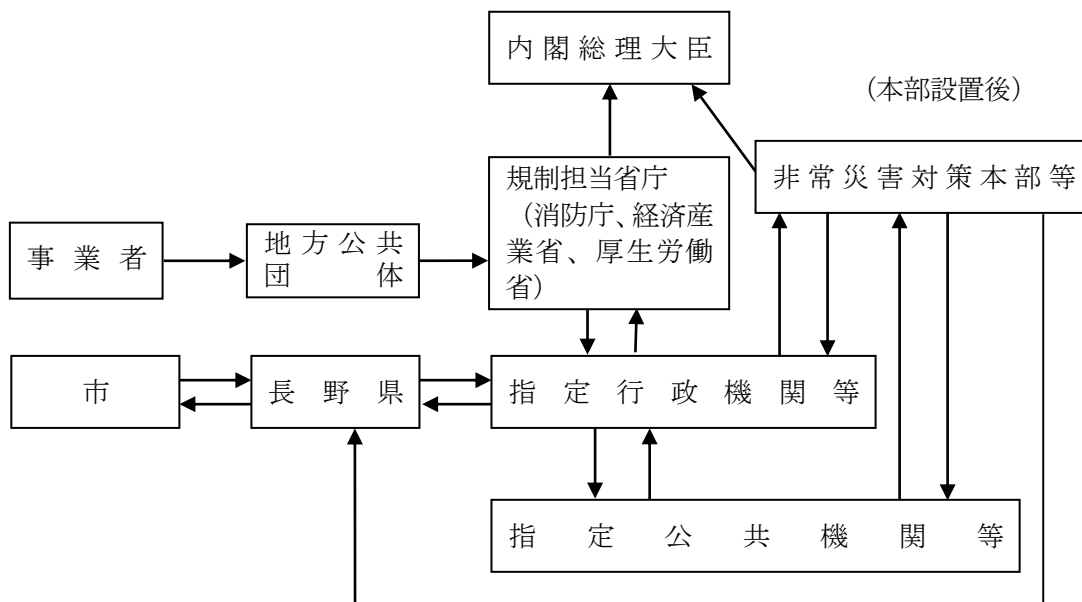 内閣総理大臣
（本部設置後）
規制担当省庁
（消防庁、経済産
業省、厚生労働
省）
非常災害対策本部等
事業者
地方公共
団体
市
長野県
指定行政機関等
指定公共機関等